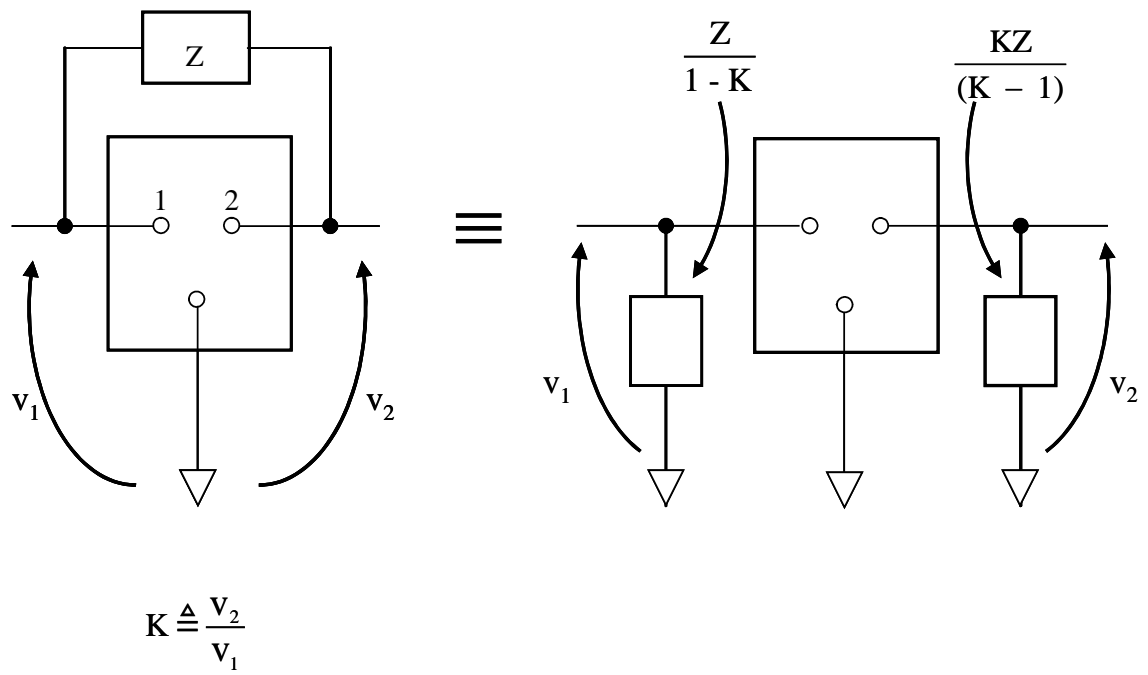 Z
1 2
v₁
v₂
K ≜ v₂/v₁
≡
Z/(1 - K)
KZ/(K – 1)
v₁
v₂